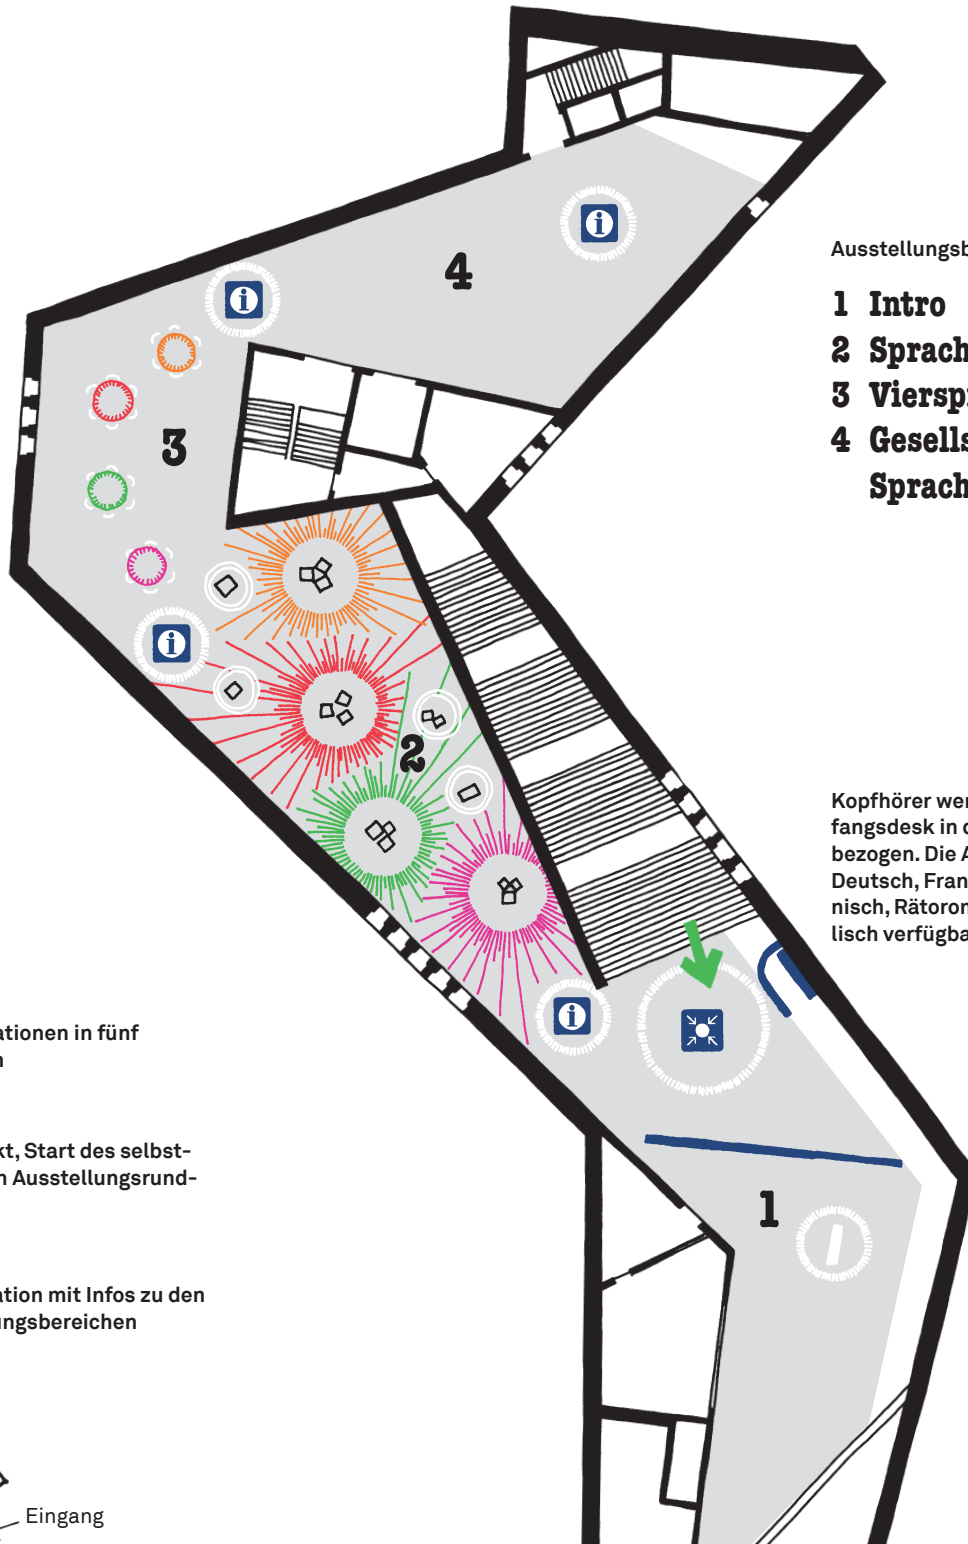 4
3
2
1
Ausstellungsb
1 Intro
2 Sprach
3 Viersp
4 Gesells
Sprach
Kopfhörer wer
fangsdesk in d
bezogen. Die A
Deutsch, Fran
nisch, Rätoron
lisch verfügba
ationen in fünf
n
kt, Start des selbst-
n Ausstellungsrund-
ation mit Infos zu den
ungsbereichen
Eingang